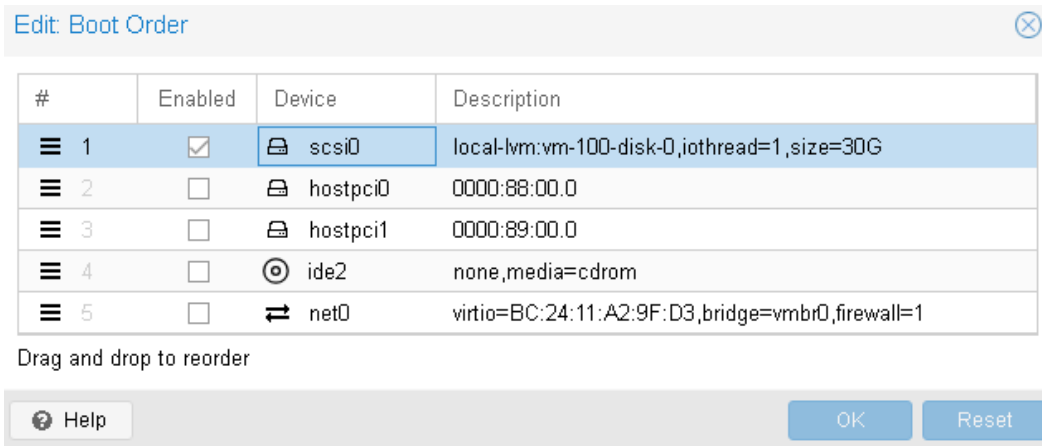 Edit: Boot Order
# Enabled Device Description
1 scsi0 local-lvm:vm-100-disk-0,iothread=1,size=30G
2 hostpci0 0000:88:00.0
3 hostpci1 0000:89:00.0
4 ide2 none,media=cdrom
5 net0 virtio=BC:24:11:A2:9F:D3,bridge=vmbr0,firewall=1
Drag and drop to reorder
Help OK Reset